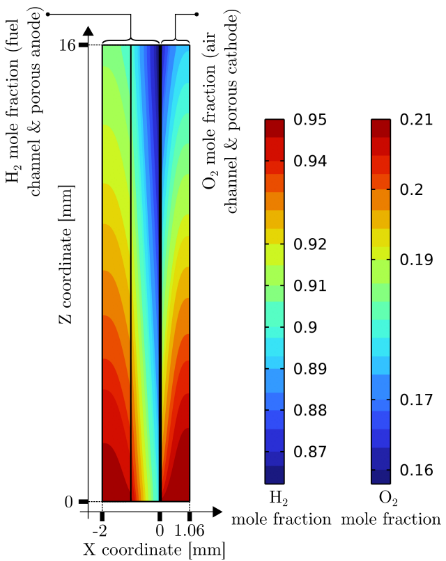 H₂ mole fraction (fuel
channel & porous anode)
O₂ mole fraction (air
channel & porous cathode)
16
Z coordinate [mm]
0
-2 0 1.06
X coordinate [mm]
0.95
0.94
0.92
0.91
0.9
0.89
0.88
0.87
H₂
mole fraction
0.21
0.2
0.19
0.17
0.16
O₂
mole fraction